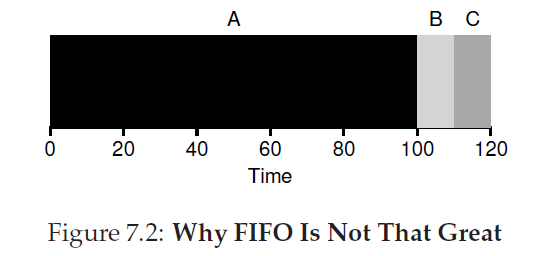 A B C
0 20 40 60 80 100 120
Time
Figure 7.2: Why FIFO Is Not That Great